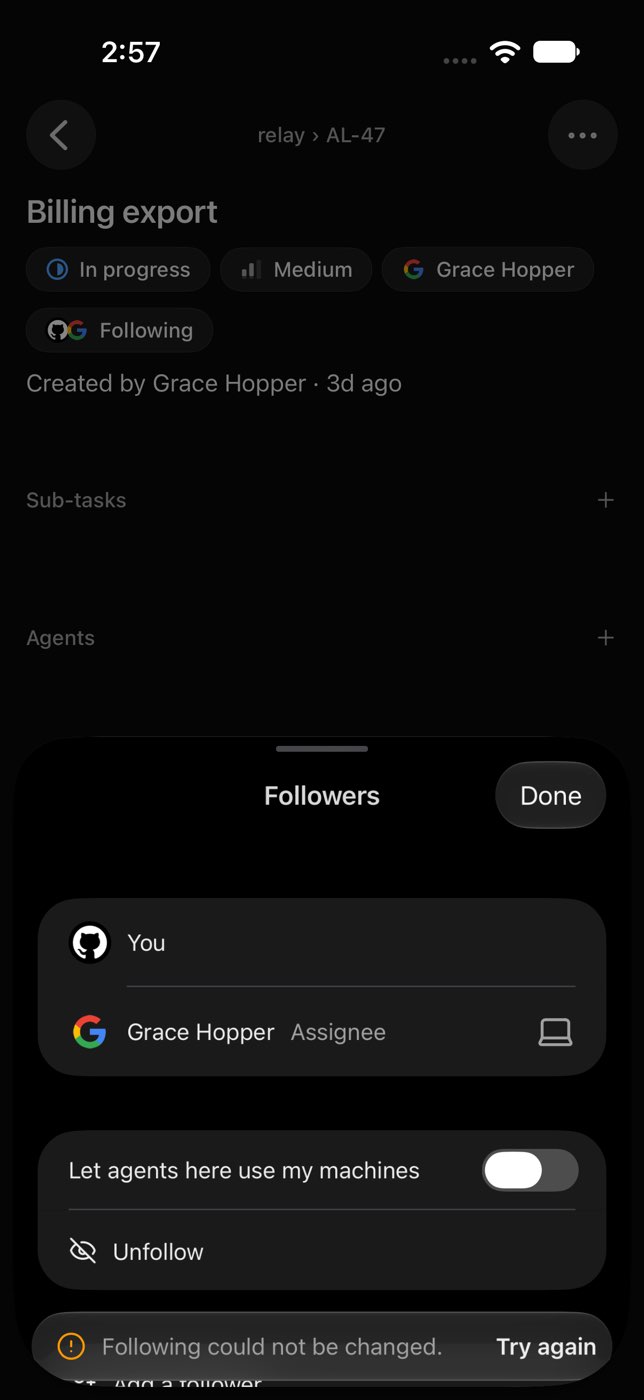 2:57
relay › AL-47
Billing export
In progress
Medium
Grace Hopper
Following
Created by Grace Hopper · 3d ago
Sub-tasks
Agents
Followers
Done
You
Grace Hopper Assignee
Let agents here use my machines
Unfollow
Following could not be changed.
Try again
Add a follower